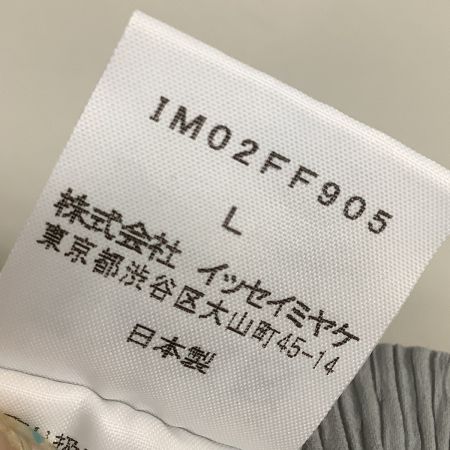 IM02FF905
L
株式会社 イッセイミヤケ
東京都渋谷区大山町45-14
日本製